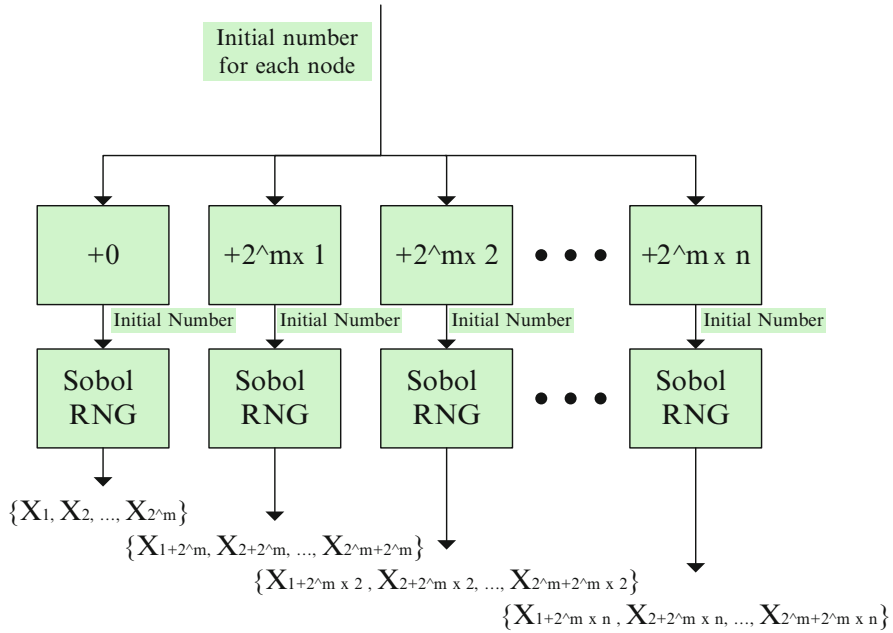 Initial number
for each node
+0
+2^mx 1
+2^mx 2
+2^m x n
Initial Number
Initial Number
Initial Number
Initial Number
Sobol
RNG
Sobol
RNG
Sobol
RNG
Sobol
RNG
{X1, X2, ..., X2^m}
{X1+2^m, X2+2^m, ..., X2^m+2^m}
{X1+2^m x 2 , X2+2^m x 2, ..., X2^m+2^m x 2}
{X1+2^m x n , X2+2^m x n, ..., X2^m+2^m x n}